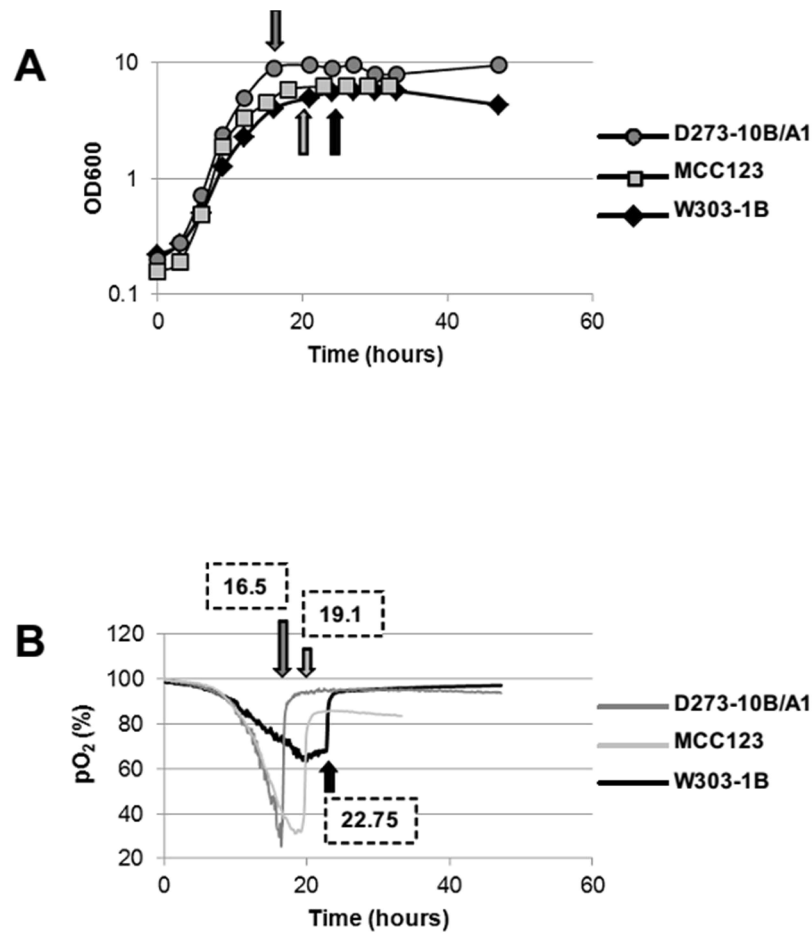 A
10
1
0.1
OD600
0
20
40
60
Time (hours)
D273-10B/A1
MCC123
W303-1B
B
16.5
19.1
120
100
80
60
40
20
pO₂ (%)
22.75
0
20
40
60
Time (hours)
D273-10B/A1
MCC123
W303-1B